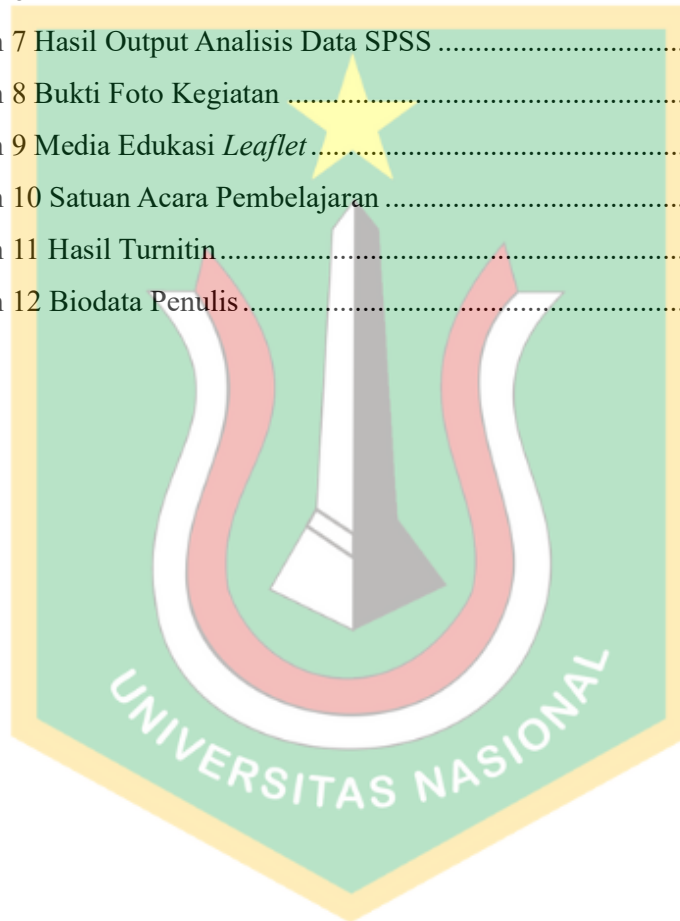 7 Hasil Output Analisis Data SPSS ..............................
8 Bukti Foto Kegiatan ..................................................
9 Media Edukasi Leaflet ...............................................
10 Satuan Acara Pembelajaran ......................................
11 Hasil Turnitin ............................................................
12 Biodata Penulis .........................................................
UNIVERSITAS NASIONAL